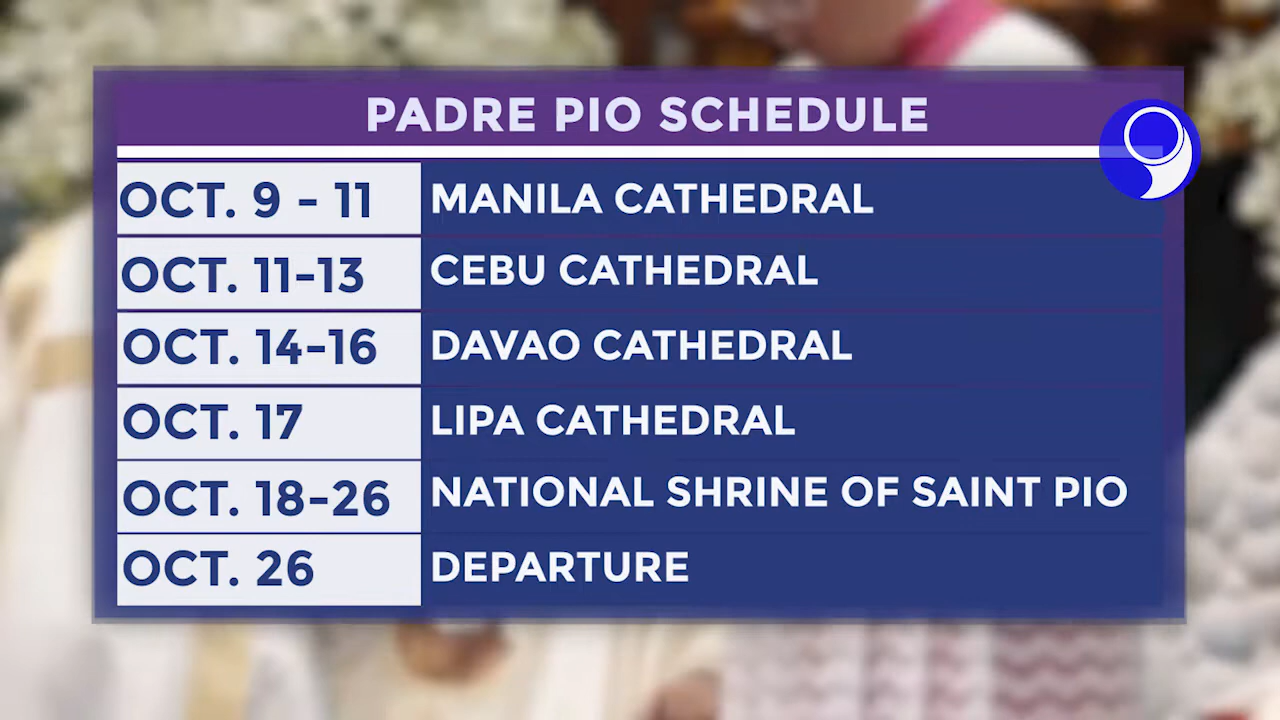 PADRE PIO SCHEDULE
OCT. 9 - 11 MANILA CATHEDRAL
OCT. 11-13 CEBU CATHEDRAL
OCT. 14-16 DAVAO CATHEDRAL
OCT. 17 LIPA CATHEDRAL
OCT. 18-26 NATIONAL SHRINE OF SAINT PIO
OCT. 26 DEPARTURE